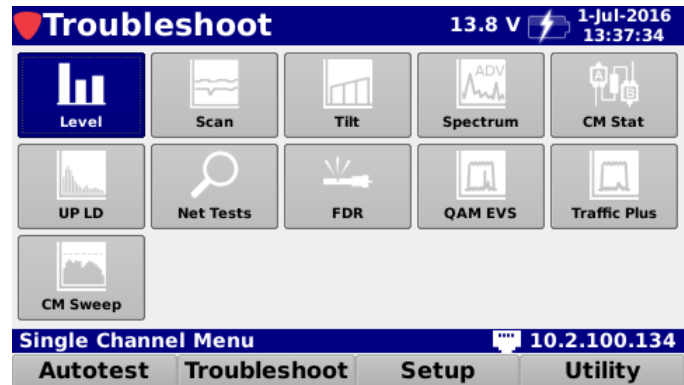 Troubleshoot 13.8 V 1-Jul-2016
13:37:34
Level Scan Tilt ADV Spectrum A B CM Stat
UP LD Net Tests FDR QAM EVS Traffic Plus
CM Sweep
Single Channel Menu 10.2.100.134
Autotest Troubleshoot Setup Utility